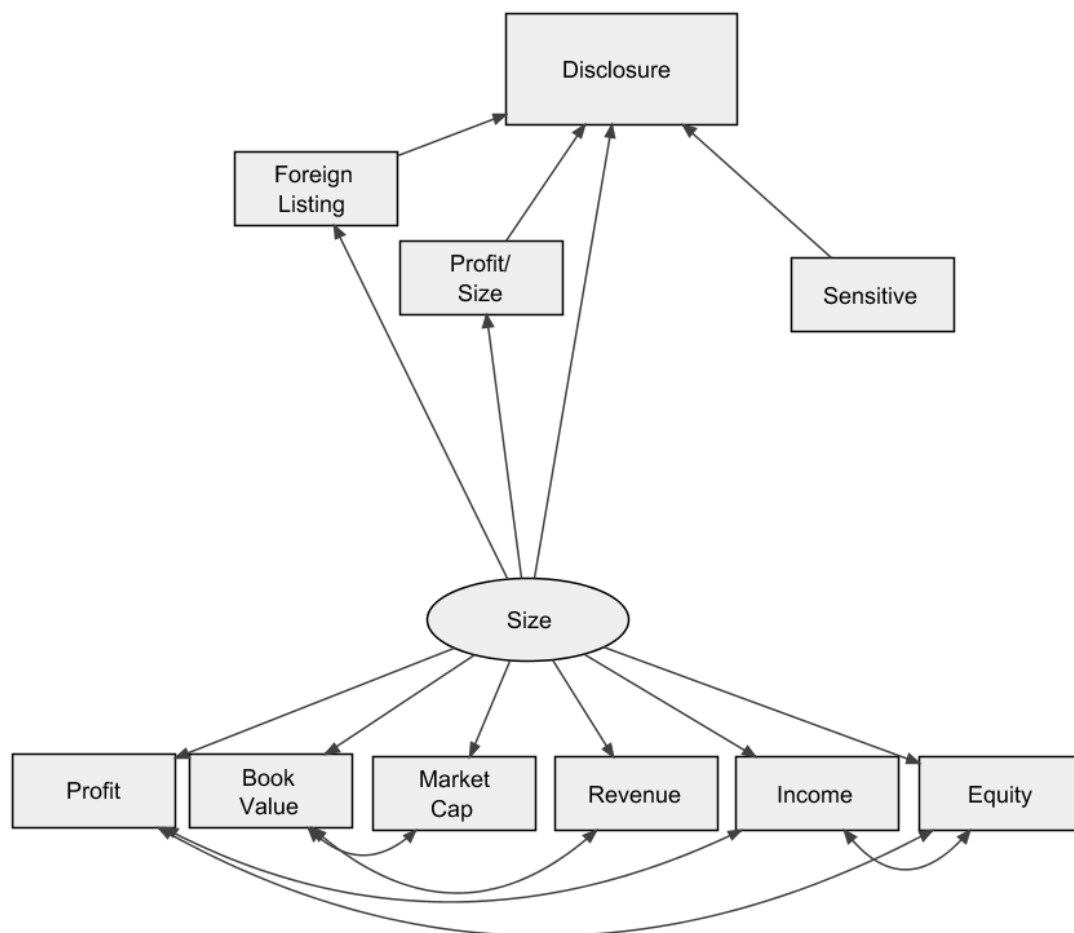 Disclosure
Foreign
Listing
Profit/
Size
Sensitive
Size
Profit
Book
Value
Market
Cap
Revenue
Income
Equity